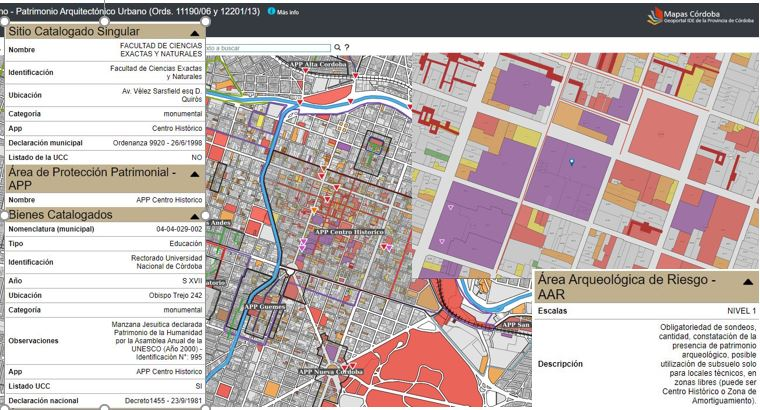 no - Patrimonio Arquitectónico Urbano (Ords. 11190/06 y 12201/13) Más info
Mapas Córdoba
Geoportal IDE de la Provincia de Córdoba
Sitio Catalogado Singular
Nombre FACULTAD DE CIENCIAS
EXACTAS Y NATURALES
Identificación Facultad de Ciencias Exactas
y Naturales
Ubicación Av. Vélez Sarsfield esq D.
Quirós
Categoría monumental
App Centro Histórico
Declaración municipal Ordenanza 9920 - 26/6/1998
Listado de la UCC NO
Área de Protección Patrimonial -
APP
Nombre APP Centro Historico
Bienes Catalogados
Nomenclatura (municipal) 04-04-029-002
Tipo Educación
Identificación Rectorado Universidad
Nacional de Córdoba
Año S XVII
Ubicación Obispo Trejo 242
Categoría monumental
Observaciones Manzana Jesuitica declarada
Patrimonio de la Humanidad
por la Asamblea Anual de la
UNESCO (Año 2000) -
Identificación N°: 995
App APP Centro Histórico
Listado UCC SI
Declaración nacional Decreto1455 - 23/9/1981
do a buscar
?
APP Alta Cordoba
APP Centro Historico
os Andes
torio
APP Guemes
APP Nueva Cordoba
APP San
Área Arqueológica de Riesgo -
AAR
Escalas NIVEL 1
Descripción Obligatoriedad de sondeos,
cantidad, constatación de la
presencia de patrimonio
arqueológico, posible
utilización de subsuelo solo
para locales técnicos, en
zonas libres (puede ser
Centro Histórico o Zona de
Amortiguamiento).